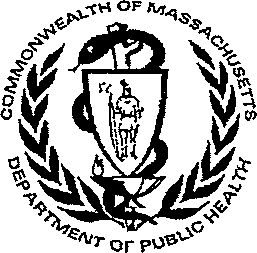 COMMONWEALTH OF MASSACHUSETTS
DEPARTMENT OF PUBLIC HEALTH